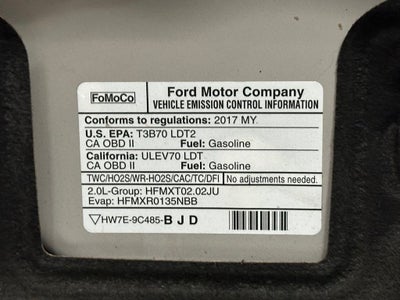 FoMoCo
Ford Motor Company
VEHICLE EMISSION CONTROL INFORMATION
Conforms to regulations: 2017 MY
U.S. EPA: T3B70 LDT2
CA OBD II Fuel: Gasoline
California: ULEV70 LDT
CA OBD II Fuel: Gasoline
TWC/HO2S/WR-HO2S/CAC/TC/DFI No adjustments needed.
2.0L-Group: HFMXT02.02JU
Evap: HFMXR0135NBB
HW7E-9C485-B J D